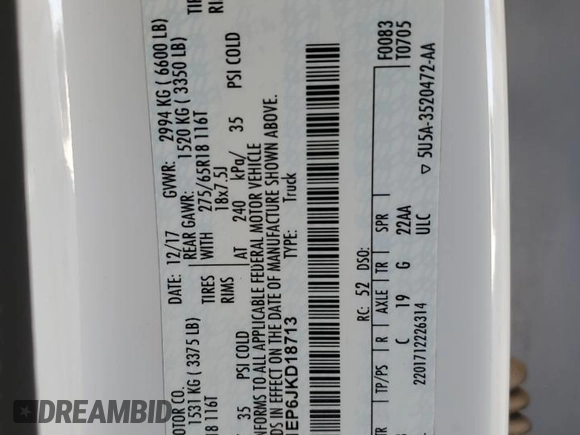 DATE: 12/17 GVWR: 2994 KG ( 6600 LB)
OTOR CO. REAR GAWR: 1520 KG ( 3350 LB)
1531 KG ( 3375 LB) WITH 275/65R18 116T TIRES
R18 116T TIRES 18x7.5J RIMS
RIMS
35 PSI COLD AT 240 kPa/ 35 PSI COLD
NFORMS TO ALL APPLICABLE FEDERAL MOTOR VEHICLE
DS IN EFFECT ON THE DATE OF MANUFACTURE SHOWN ABOVE.
EP6JKD18713 TYPE: Truck
F0083
T0705
RC: 52 DSO:
TR TP/PS R AXLE TR SPR
C 19 G 22AA
2201712226314 ULC
▽ 5U5A-3520472-AA
DREAMBID